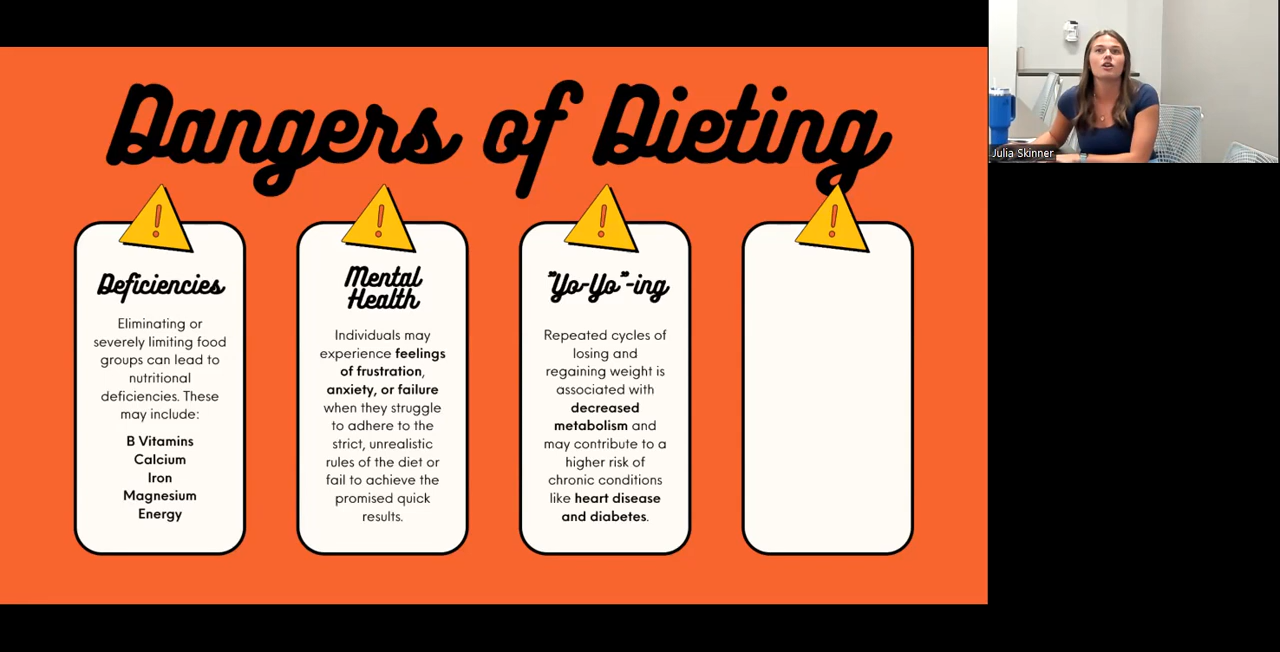 Dangers of Dieting
Deficiencies
Eliminating or
severely limiting food
groups can lead to
nutritional
deficiencies. These
may include:
B Vitamins
Calcium
Iron
Magnesium
Energy
Mental
Health
Individuals may
experience feelings
of frustration,
anxiety, or failure
when they struggle
to adhere to the
strict, unrealistic
rules of the diet or
fail to achieve the
promised quick
results.
"Yo-Yo"-ing
Repeated cycles of
losing and
regaining weight is
associated with
decreased
metabolism and
may contribute to a
higher risk of
chronic conditions
like heart disease
and diabetes.
Julia Skinner